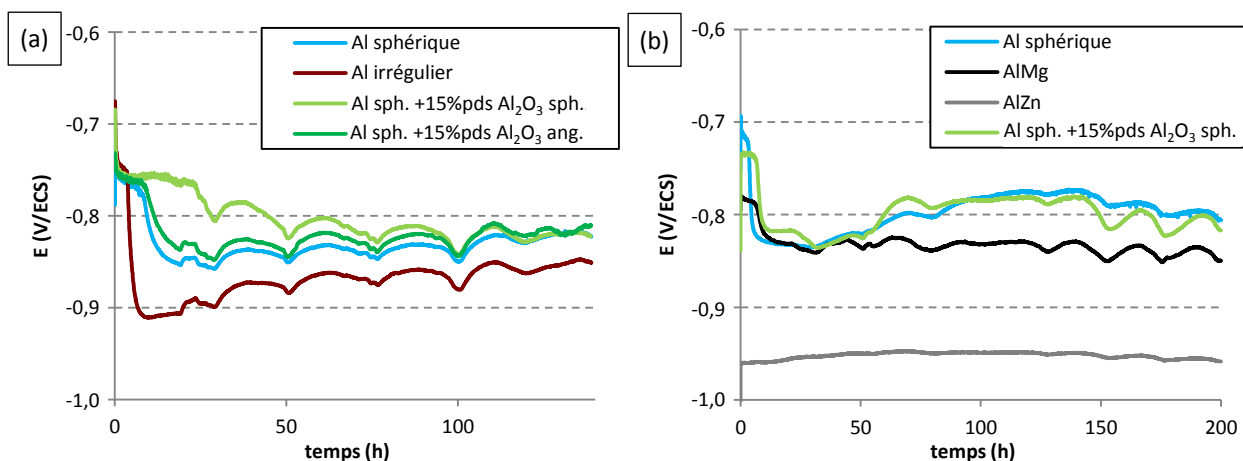 (a)
-0,6
-0,7
-0,8
-0,9
-1,0
E (V/ECS)
Al sphérique
Al irrégulier
Al sph. +15%pds Al₂O₃ sph.
Al sph. +15%pds Al₂O₃ ang.
0
50
100
temps (h)
(b)
-0,6
-0,7
-0,8
-0,9
-1,0
E (V/ECS)
Al sphérique
AlMg
AlZn
Al sph. +15%pds Al₂O₃ sph.
0
50
100
150
200
temps (h)